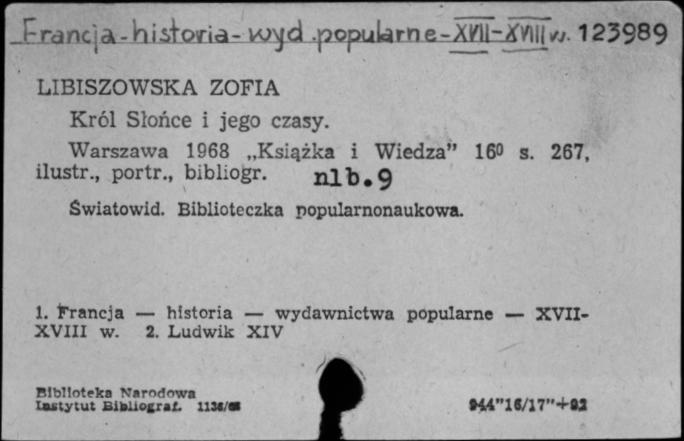 Francja - historia - wyd. popularne - XVII-XVIII w. 123989
LIBISZOWSKA ZOFIA
Król Słońce i jego czasy.
Warszawa 1968 „Książka i Wiedza” 16⁰ s. 267,
ilustr., portr., bibliogr. nlb. 9
Światowid. Biblioteczka popularnonaukowa.
1. Francja — historia — wydawnictwa popularne — XVII-
XVIII w. 2. Ludwik XIV
Biblioteka Narodowa
Instytut Bibliograf. 1136/68
944"16/17"+92